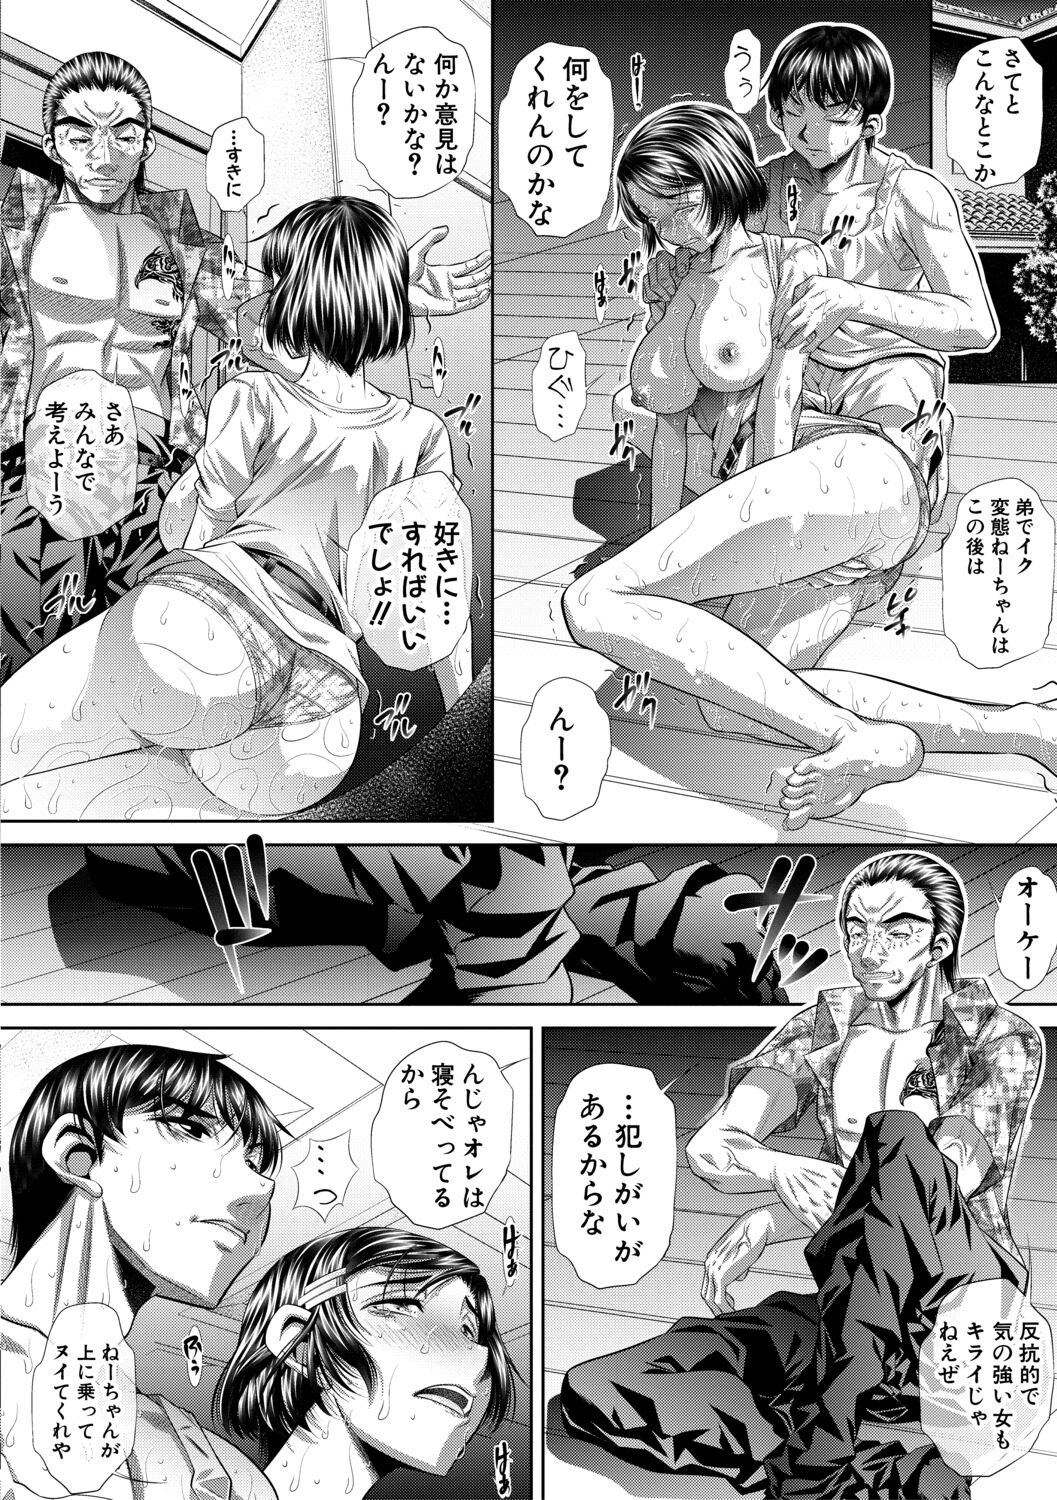 さてと
こんなとこか
うぅ
何をして
くれんのかな
ひぐ…
弟でイク
変態ねーちゃんは
この後は
んー？
何か意見は
ないかな？
んー？
…すきに
さあ
みんなで
考えよーう
好きに…
すればいい
でしょ!!
オーケー
…犯しがいが
あるからな
反抗的で
気の強い女も
キライじゃ
ねえぜ
んじゃオレは
寝そべってる
から
…っ
ねーちゃんが
上に乗って
ヌイてくれや